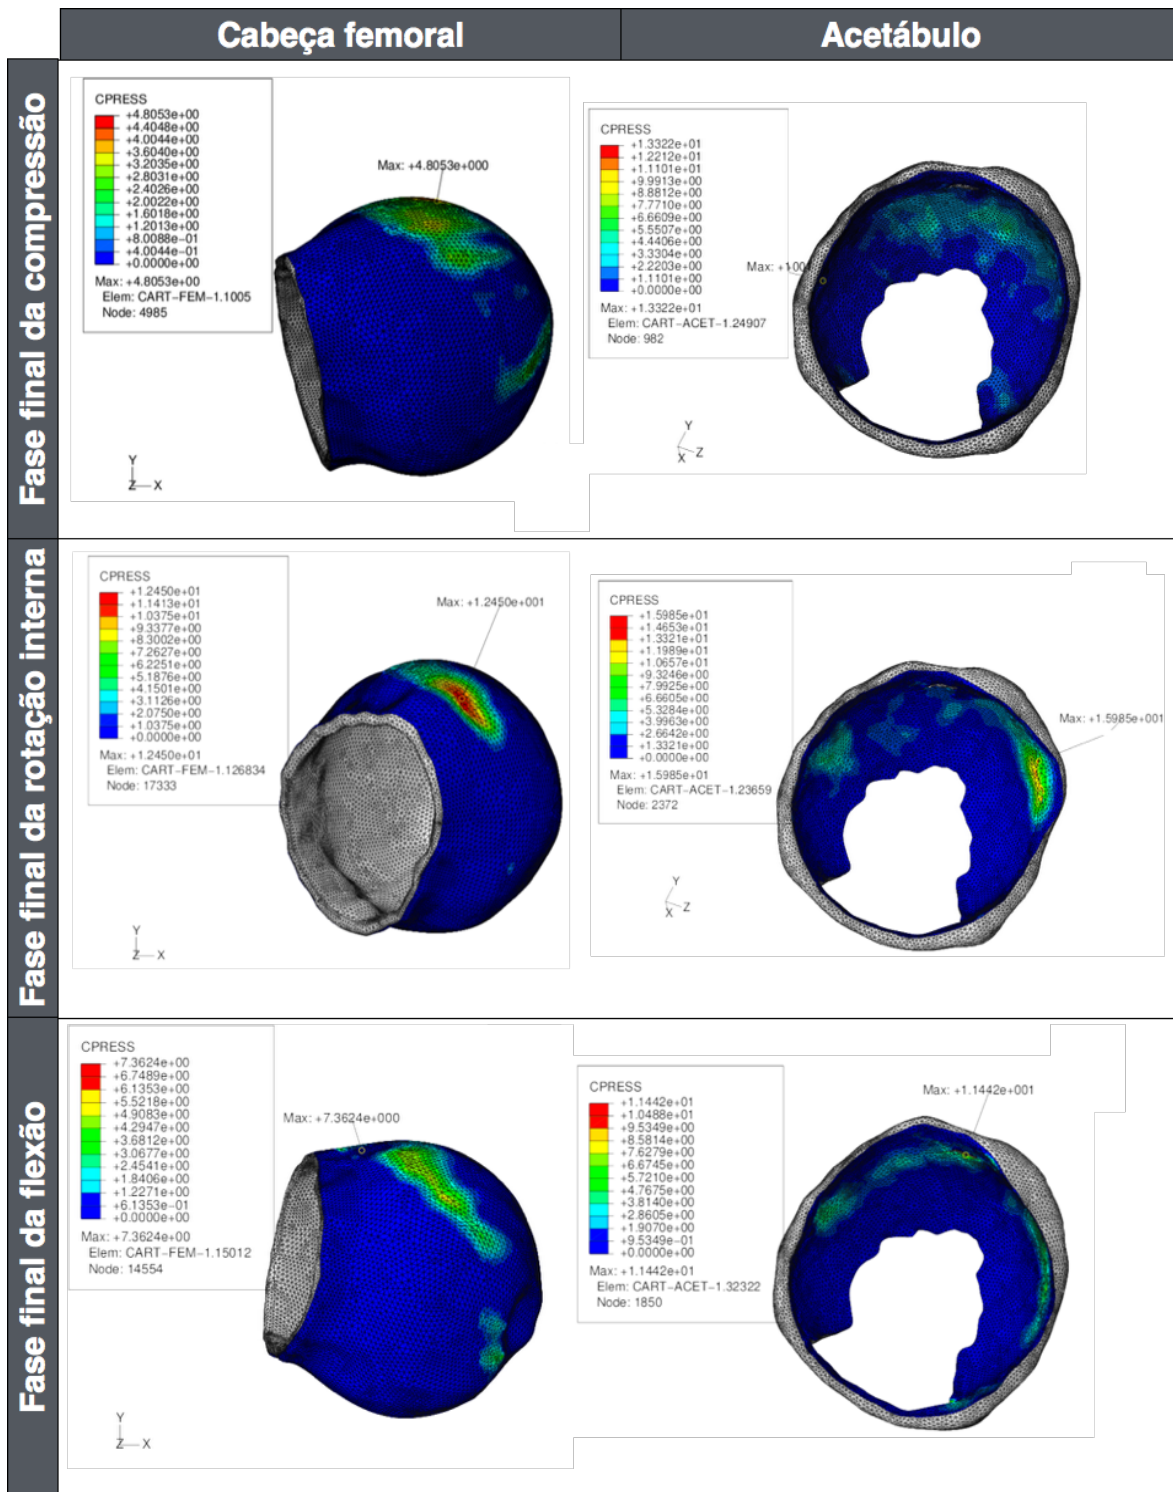 Cabeça femoral
Acetábulo
Fase final da compressão
CPRESS
+4.8053e+00
+4.4048e+00
+4.0044e+00
+3.6040e+00
+3.2035e+00
+2.8031e+00
+2.4026e+00
+2.0022e+00
+1.6018e+00
+1.2013e+00
+8.0088e-01
+4.0044e-01
+0.0000e+00
Max: +4.8053e+00
Elem: CART-FEM-1.1005
Node: 4985
Max: +4.8053e+000
Y
Z X
CPRESS
+1.3322e+01
+1.2212e+01
+1.1101e+01
+9.9913e+00
+8.8812e+00
+7.7710e+00
+6.6609e+00
+5.5507e+00
+4.4406e+00
+3.3304e+00
+2.2203e+00
+1.1101e+00
+0.0000e+00
Max: +1.3322e+01
Elem: CART-ACET-1.24907
Node: 982
Max: +1 001
Y
X Z
Fase final da rotação interna
CPRESS
+1.2450e+01
+1.1413e+01
+1.0375e+01
+9.3377e+00
+8.3002e+00
+7.2627e+00
+6.2251e+00
+5.1876e+00
+4.1501e+00
+3.1126e+00
+2.0750e+00
+1.0375e+00
+0.0000e+00
Max: +1.2450e+01
Elem: CART-FEM-1.126834
Node: 17333
Max: +1.2450e+001
Y
Z X
CPRESS
+1.5985e+01
+1.4653e+01
+1.3321e+01
+1.1989e+01
+1.0657e+01
+9.3246e+00
+7.9925e+00
+6.6605e+00
+5.3284e+00
+3.9963e+00
+2.6642e+00
+1.3321e+00
+0.0000e+00
Max: +1.5985e+01
Elem: CART-ACET-1.23659
Node: 2372
Max: +1.5985e+001
Y
X Z
Fase final da flexão
CPRESS
+7.3624e+00
+6.7489e+00
+6.1353e+00
+5.5218e+00
+4.9083e+00
+4.2947e+00
+3.6812e+00
+3.0677e+00
+2.4541e+00
+1.8406e+00
+1.2271e+00
+6.1353e-01
+0.0000e+00
Max: +7.3624e+00
Elem: CART-FEM-1.15012
Node: 14554
Max: +7.3624e+000
Y
Z X
CPRESS
+1.1442e+01
+1.0488e+01
+9.5349e+00
+8.5814e+00
+7.6279e+00
+6.6745e+00
+5.7210e+00
+4.7675e+00
+3.8140e+00
+2.8605e+00
+1.9070e+00
+9.5349e-01
+0.0000e+00
Max: +1.1442e+01
Elem: CART-ACET-1.32322
Node: 1850
Max: +1.1442e+001